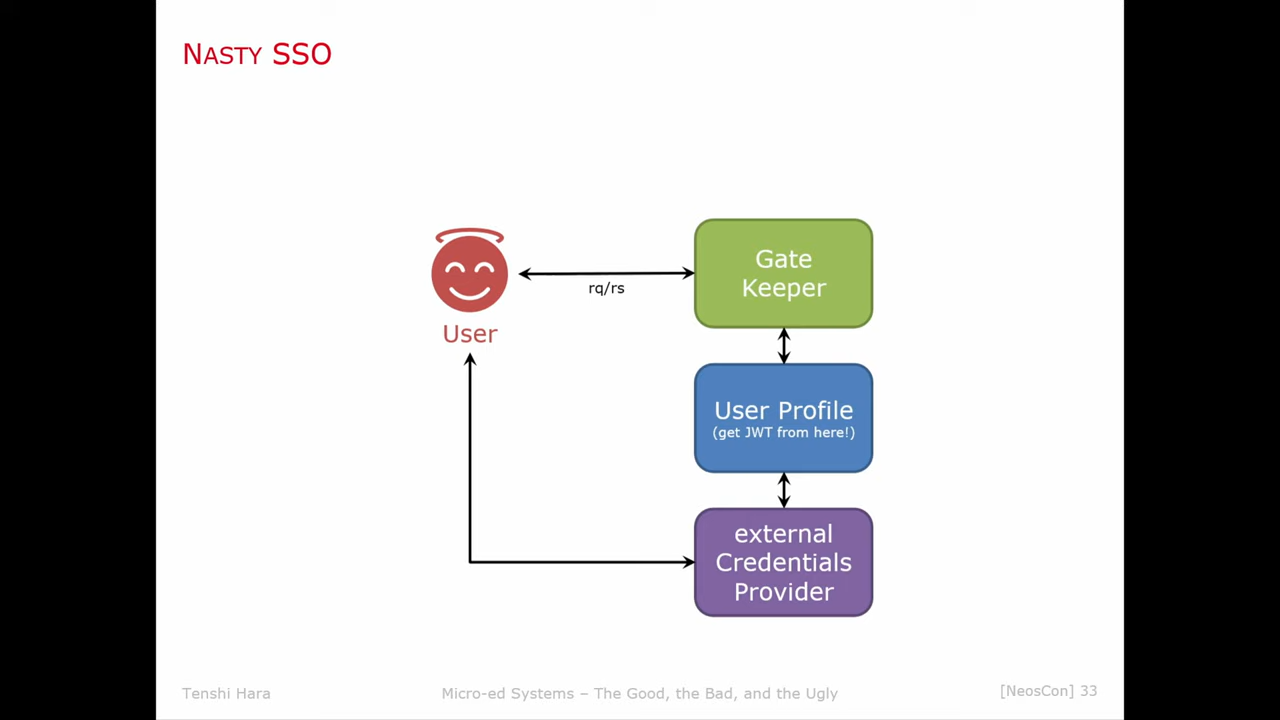 NASTY SSO
Gate
Keeper
rq/rs
User
User Profile
(get JWT from here!)
external
Credentials
Provider
Tenshi Hara
Micro-ed Systems – The Good, the Bad, and the Ugly
[NeosCon] 33